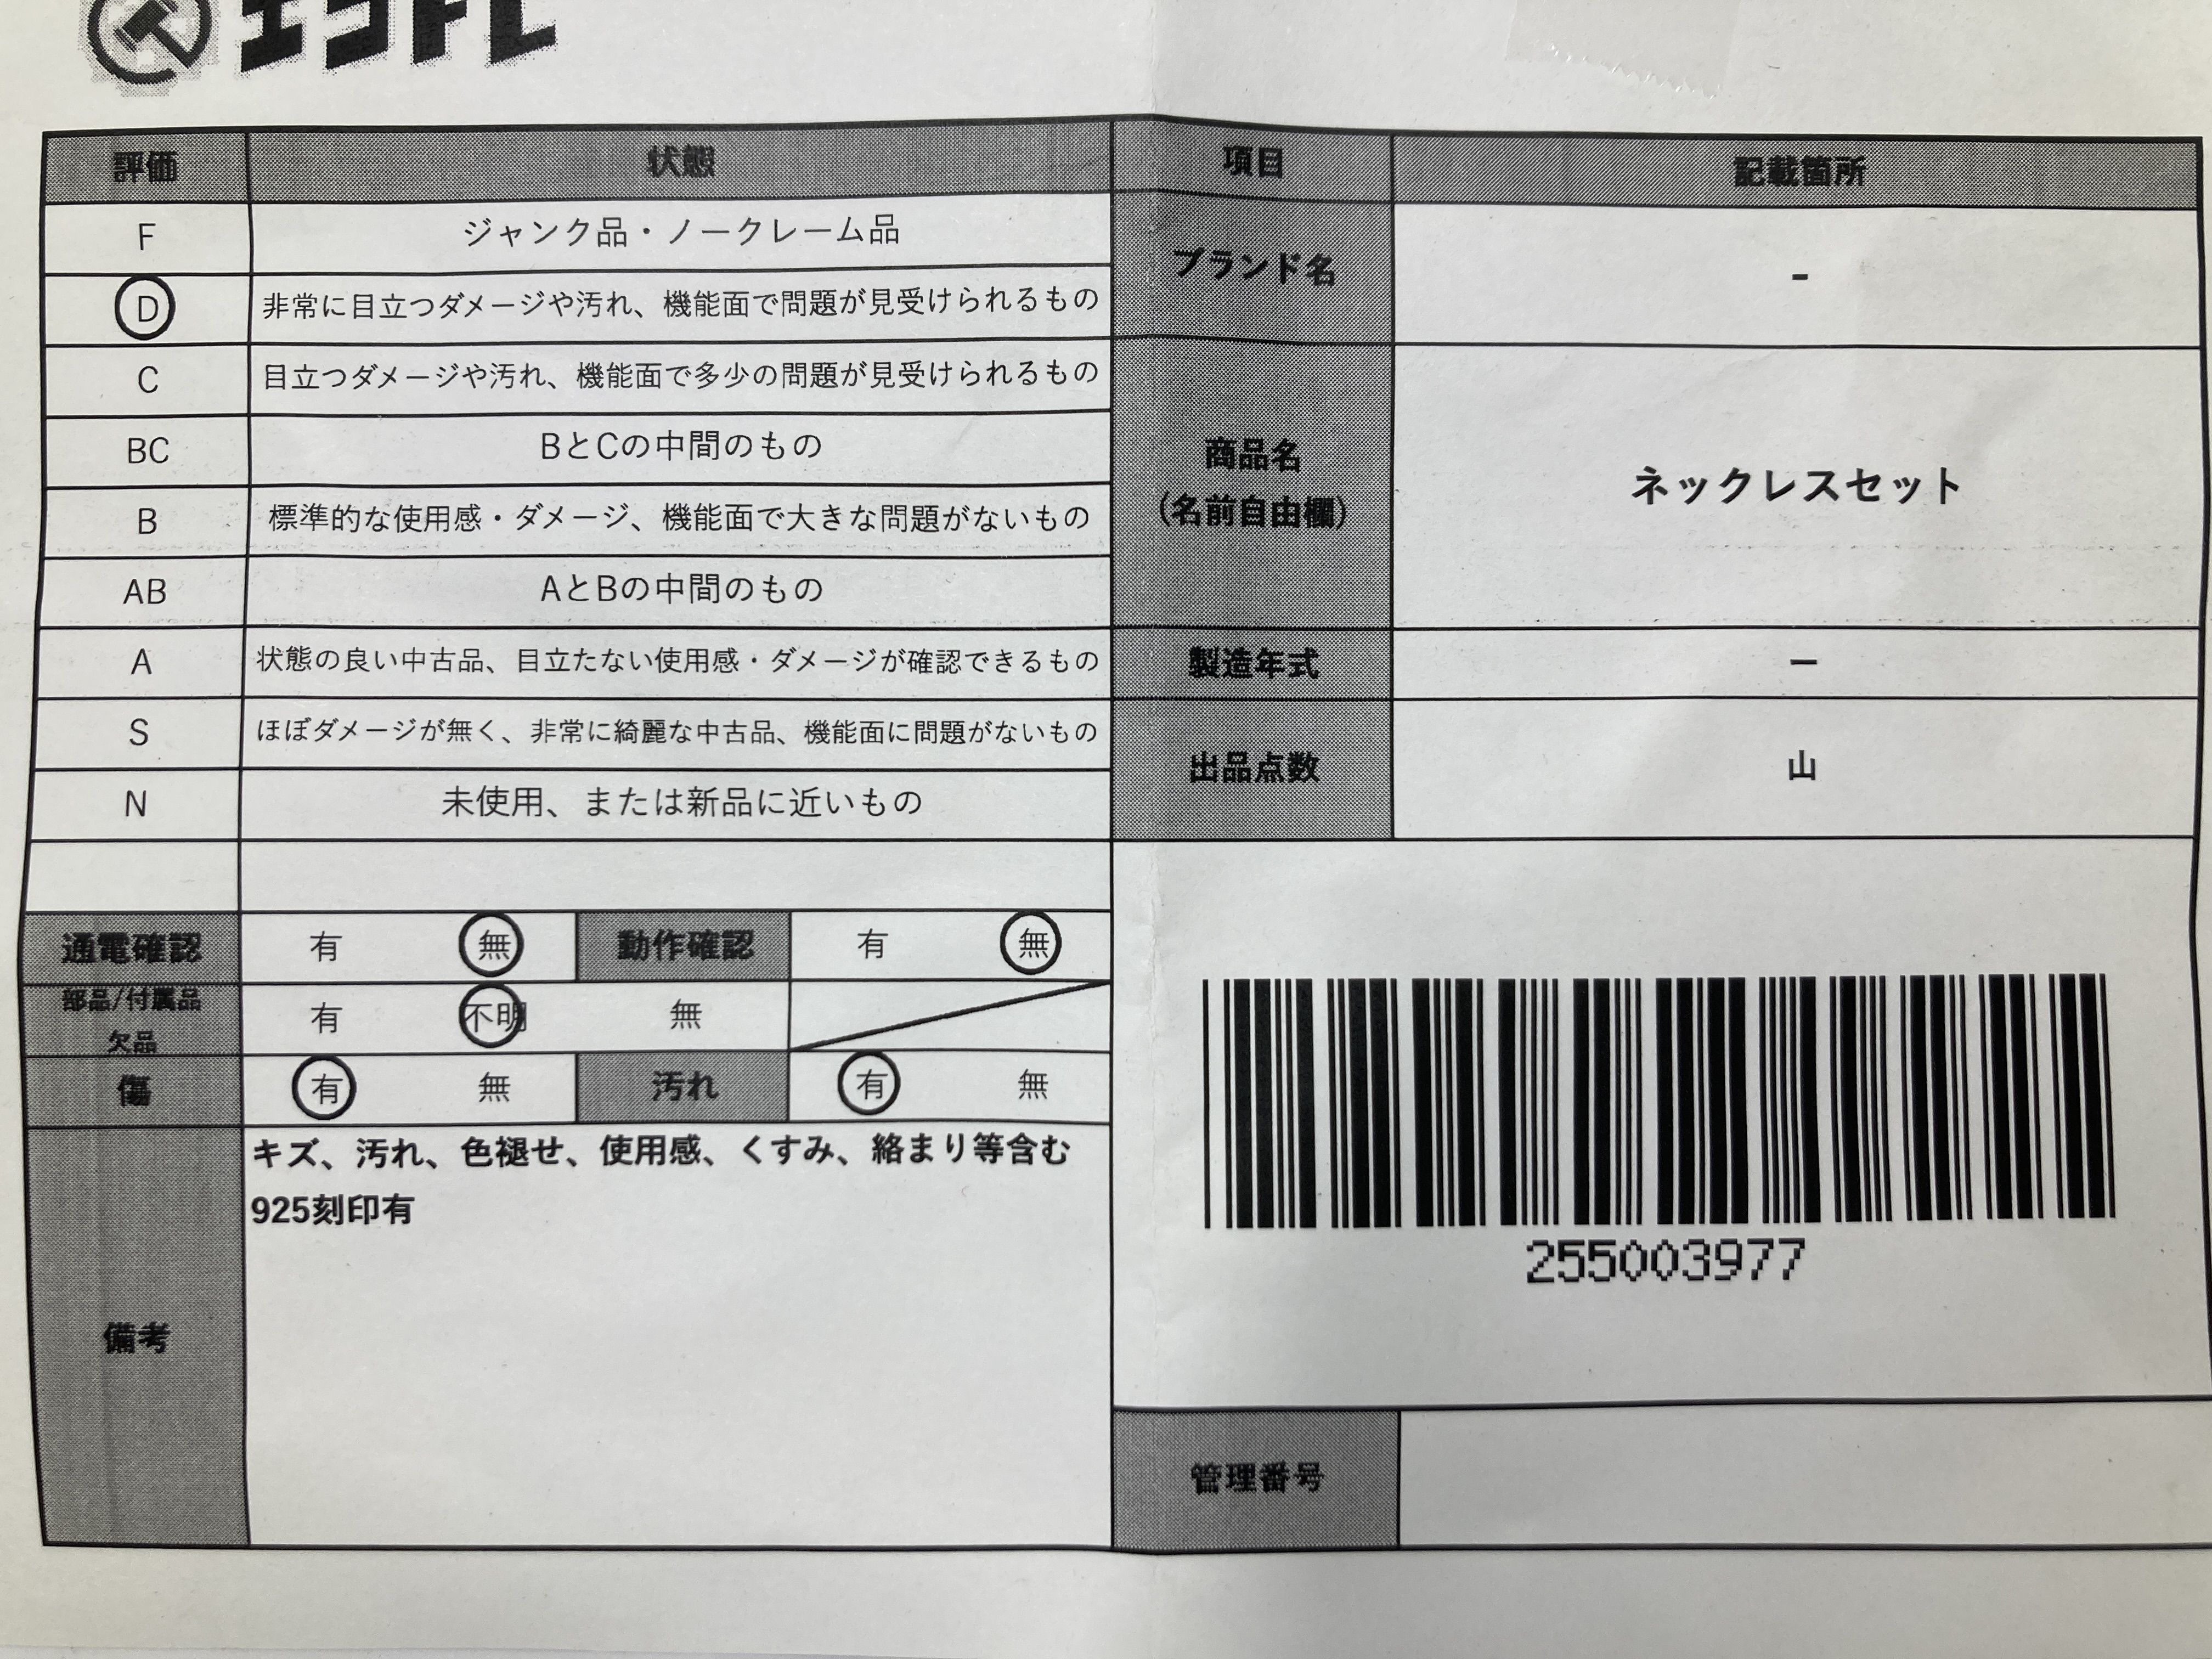 エコトレ
評価 状態 項目 記載箇所
F ジャンク品・ノークレーム品
D 非常に目立つダメージや汚れ、機能面で問題が見受けられるもの
ブランド名 -
C 目立つダメージや汚れ、機能面で多少の問題が見受けられるもの
BC BとCの中間のもの
商品名
(名前自由欄)
ネックレスセット
B 標準的な使用感・ダメージ、機能面で大きな問題がないもの
AB AとBの中間のもの
A 状態の良い中古品、目立たない使用感・ダメージが確認できるもの
製造年式 ー
S ほぼダメージが無く、非常に綺麗な中古品、機能面に問題がないもの
出品点数 山
N 未使用、または新品に近いもの
通電確認 有 無 動作確認 有 無
部品/付属品
欠品
有 不明 無
傷 有 無 汚れ 有 無
備考
キズ、汚れ、色褪せ、使用感、くすみ、絡まり等含む
925刻印有
255003977
管理番号